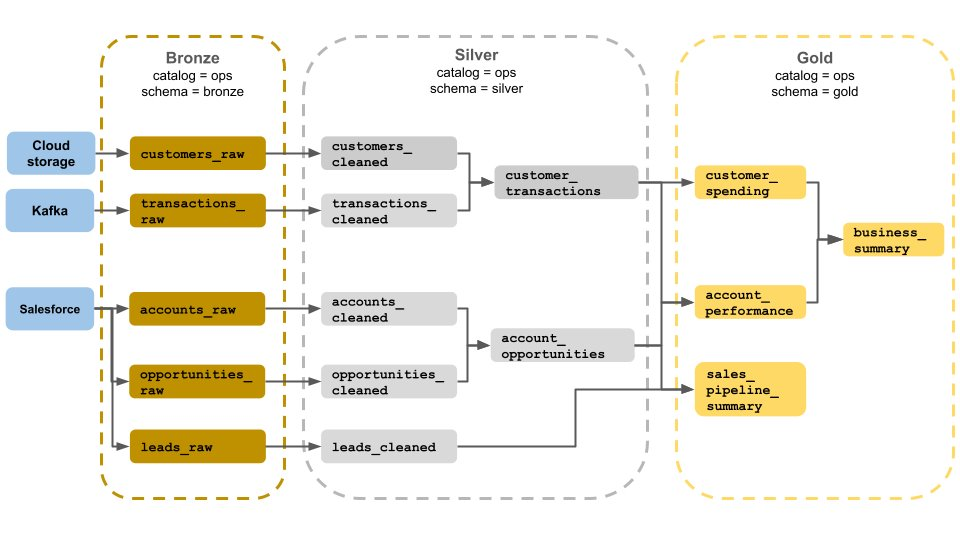 Bronze
catalog = ops
schema = bronze
Silver
catalog = ops
schema = silver
Gold
catalog = ops
schema = gold
Cloud
storage
customers_raw
customers_
cleaned
customer_
transactions
customer_
spending
Kafka
transactions_
raw
transactions_
cleaned
business_
summary
Salesforce
accounts_raw
accounts_
cleaned
account_
performance
account_
opportunities
opportunities_
raw
opportunities_
cleaned
sales_
pipeline_
summary
leads_raw
leads_cleaned